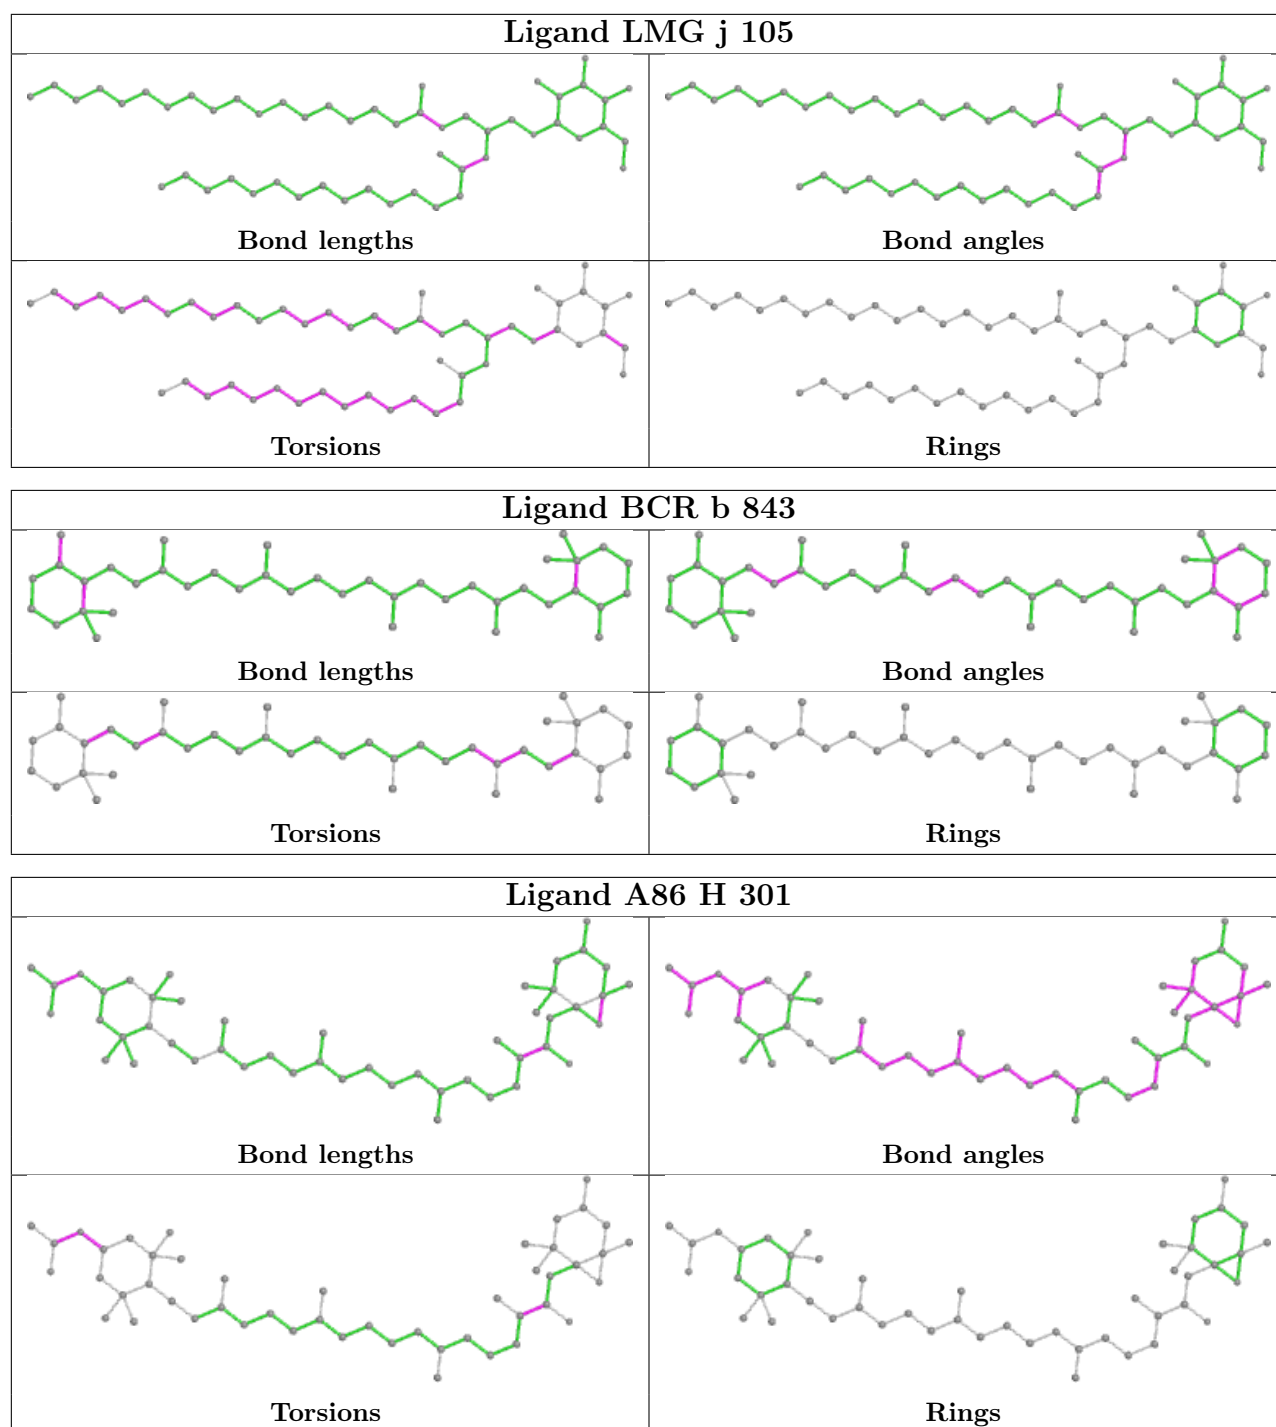 Ligand LMG j 105
Bond lengths
Bond angles
Torsions
Rings
Ligand BCR b 843
Bond lengths
Bond angles
Torsions
Rings
Ligand A86 H 301
Bond lengths
Bond angles
Torsions
Rings